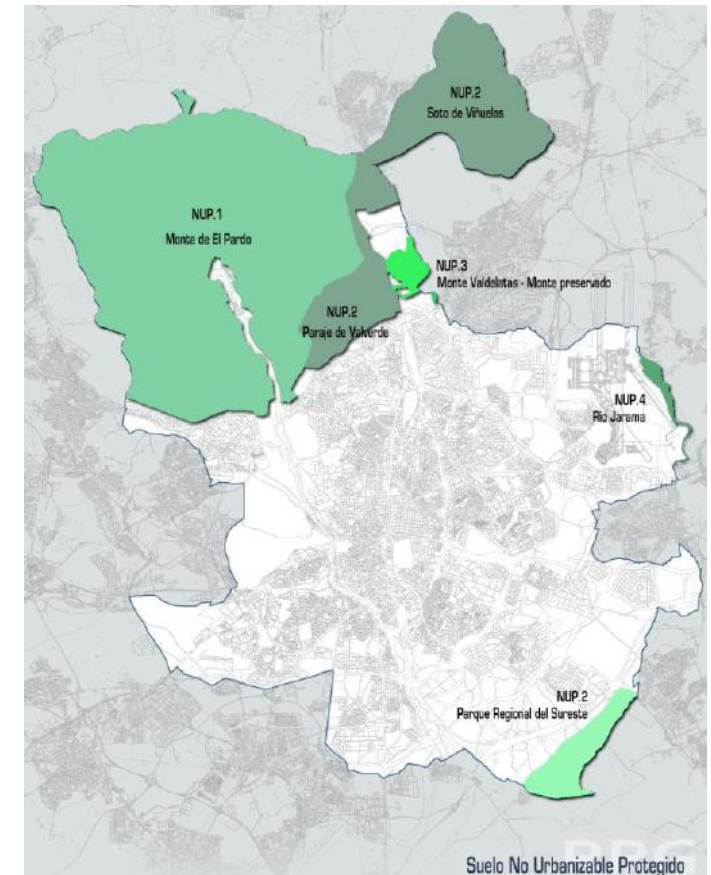 NUP.2
Soto de Viñuelas
NUP.1
Monte de El Pardo
NUP.3
Monte Valdelatas - Monte preservado
NUP.2
Paraje de Valverde
NUP.4
Río Jarama
NUP.2
Parque Regional del Sureste
Suelo No Urbanizable Protegido